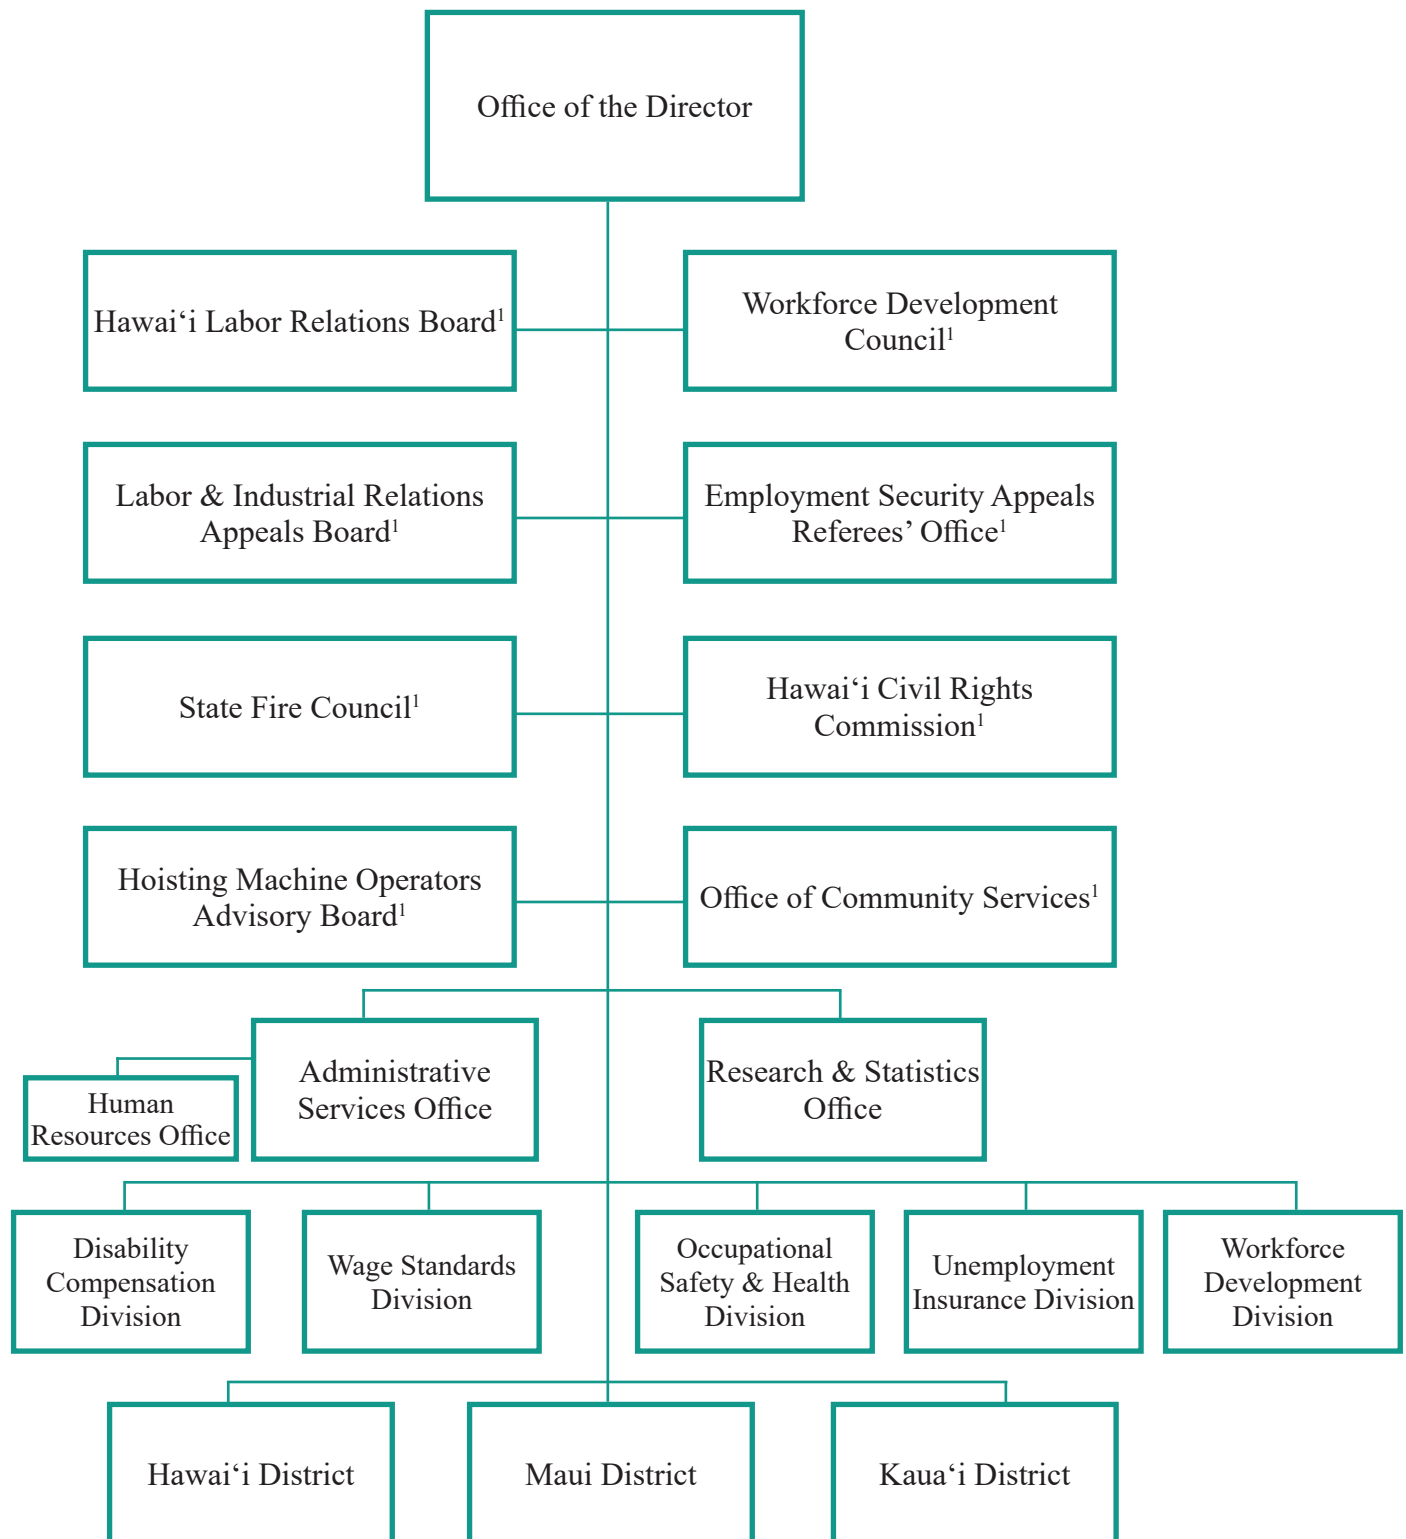 Office of the Director
Hawai‘i Labor Relations Board¹
Workforce Development
Council¹
Labor & Industrial Relations
Appeals Board¹
Employment Security Appeals
Referees’ Office¹
State Fire Council¹
Hawai‘i Civil Rights
Commission¹
Hoisting Machine Operators
Advisory Board¹
Office of Community Services¹
Administrative
Services Office
Research & Statistics
Office
Human
Resources Office
Disability
Compensation
Division
Wage Standards
Division
Occupational
Safety & Health
Division
Unemployment
Insurance Division
Workforce
Development
Division
Hawai‘i District
Maui District
Kaua‘i District